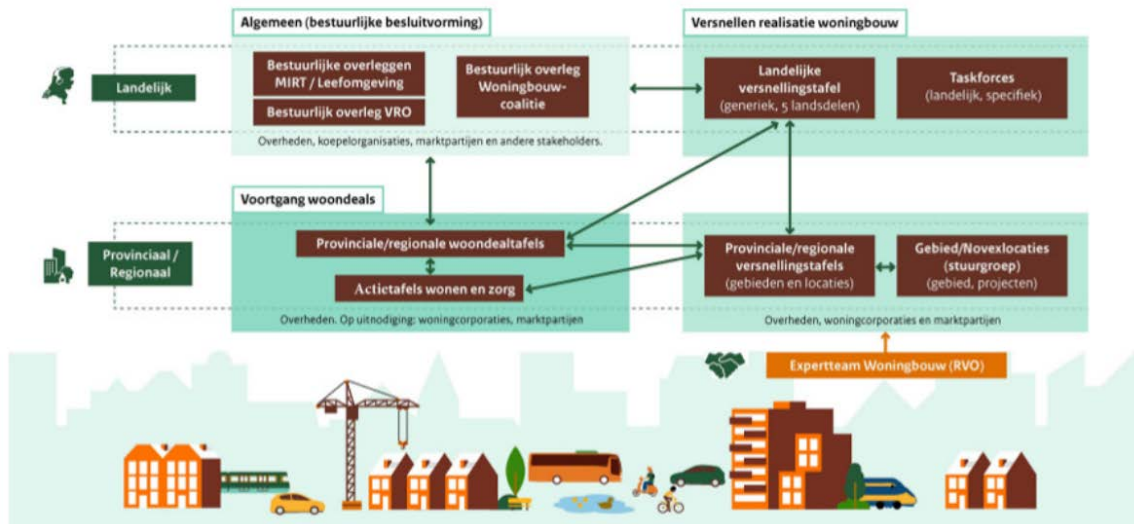 Algemeen (bestuurlijke besluitvorming)
Versnellen realisatie woningbouw
Landelijk
Bestuurlijke overleggen
MIRT / Leefomgeving
Bestuurlijk overleg VRO
Bestuurlijk overleg
Woningbouw-
coalitie
Overheden, koepelorganisaties, marktpartijen en andere stakeholders.
Landelijke
versnellingstafel
(generiek, 5 landsdelen)
Taskforces
(landelijk, specifiek)
Voortgang woondeals
Provinciaal /
Regionaal
Provinciale/regionale woondealtafels
Actietafels wonen en zorg
Overheden. Op uitnodiging: woningcorporaties, marktpartijen
Provinciale/regionale
versnellingstafels
(gebieden en locaties)
Gebied/Novexlocaties
(stuurgroep)
(gebied, projecten)
Overheden, woningcorporaties en marktpartijen
Expertteam Woningbouw (RVO)